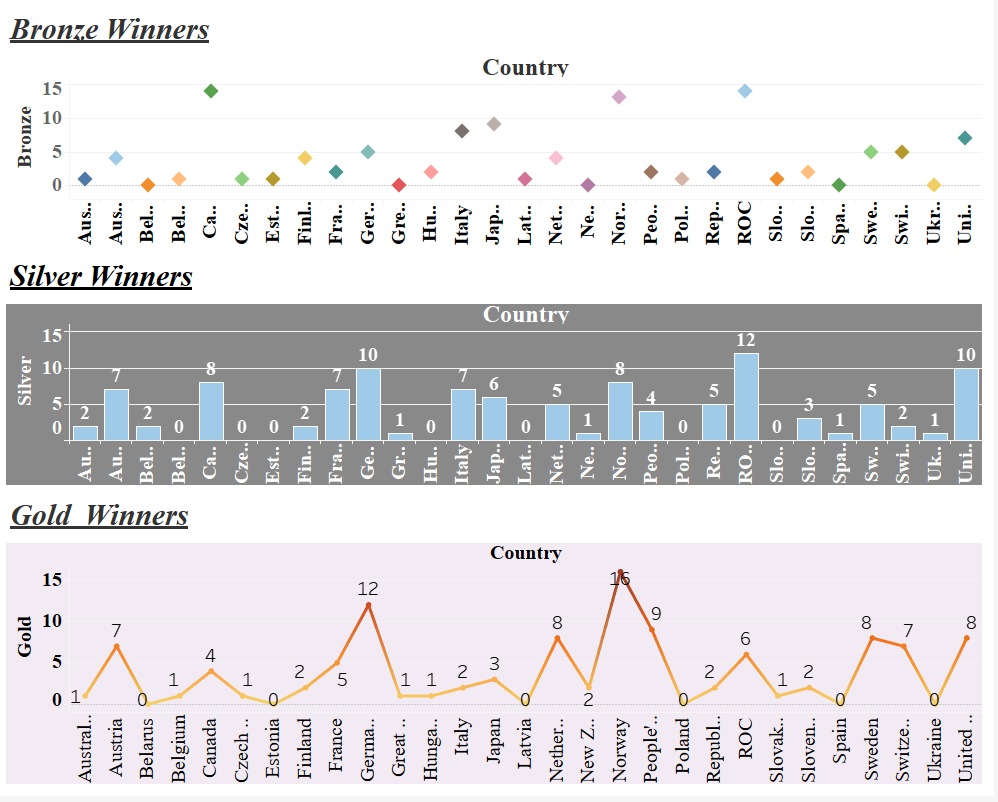 Bronze Winners
Country
Bronze
15
10
5
0
Aus.. Aus.. Bel.. Bel.. Ca.. Cze.. Est.. Finl.. Fra.. Ger.. Gre.. Hu.. Italy Jap.. Lat.. Net.. Ne.. Nor.. Peo.. Pol.. Rep.. ROC Slo.. Slo.. Spa.. Swe.. Swi.. Ukr.. Uni..
Silver Winners
Country
Silver
15
10
5
0
2 7 2 0 8 0 0 2 7 10 1 0 7 6 0 5 1 8 4 0 5 12 0 3 1 5 2 1 10
Au.. Au.. Bel.. Bel.. Ca.. Cze.. Est.. Fin.. Fra.. Ge.. Gr.. Hu.. Italy Jap.. Lat.. Net.. Ne.. No.. Peo.. Pol.. Re.. RO.. Slo.. Slo.. Spa.. Sw.. Swi.. Uk.. Uni..
Gold Winners
Country
Gold
15
10
5
0
1 7 0 1 4 1 0 2 5 12 1 1 2 3 0 8 2 16 9 0 2 6 1 2 0 8 7 0 8
Austral.. Austria Belarus Belgium Canada Czech .. Estonia Finland France Germa.. Great .. Hunga.. Italy Japan Latvia Nether.. New Z.. Norway People'.. Poland Republ.. ROC Slovak.. Sloven.. Spain Sweden Switze.. Ukraine United ..